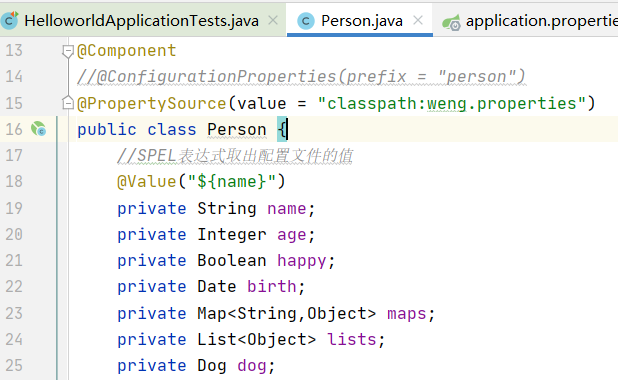 HelloworldApplicationTests.java Person.java application.propertie
13 @Component
14 //@ConfigurationProperties(prefix = "person")
15 @PropertySource(value = "classpath:weng.properties")
16 public class Person {
17 //SPEL表达式取出配置文件的值
18 @Value("${name}")
19 private String name;
20 private Integer age;
21 private Boolean happy;
22 private Date birth;
23 private Map<String,Object> maps;
24 private List<Object> lists;
25 private Dog dog;